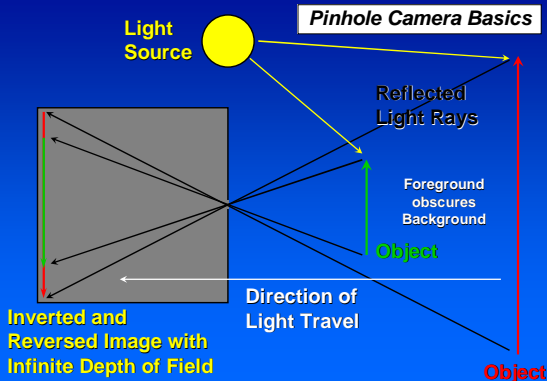 Pinhole Camera Basics
Light
Source
Reflected
Light Rays
Foreground
obscures
Background
Object
Direction of
Light Travel
Inverted and
Reversed Image with
Infinite Depth of Field
Object